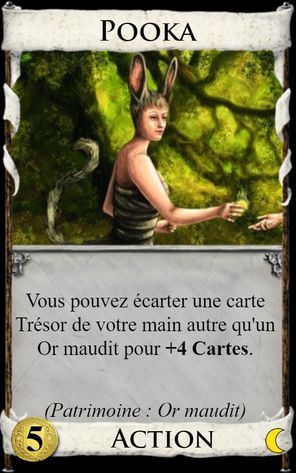 Pooka
Vous pouvez écarter une carte
Trésor de votre main autre qu'un
Or maudit pour +4 Cartes.
(Patrimoine : Or maudit)
5
Action